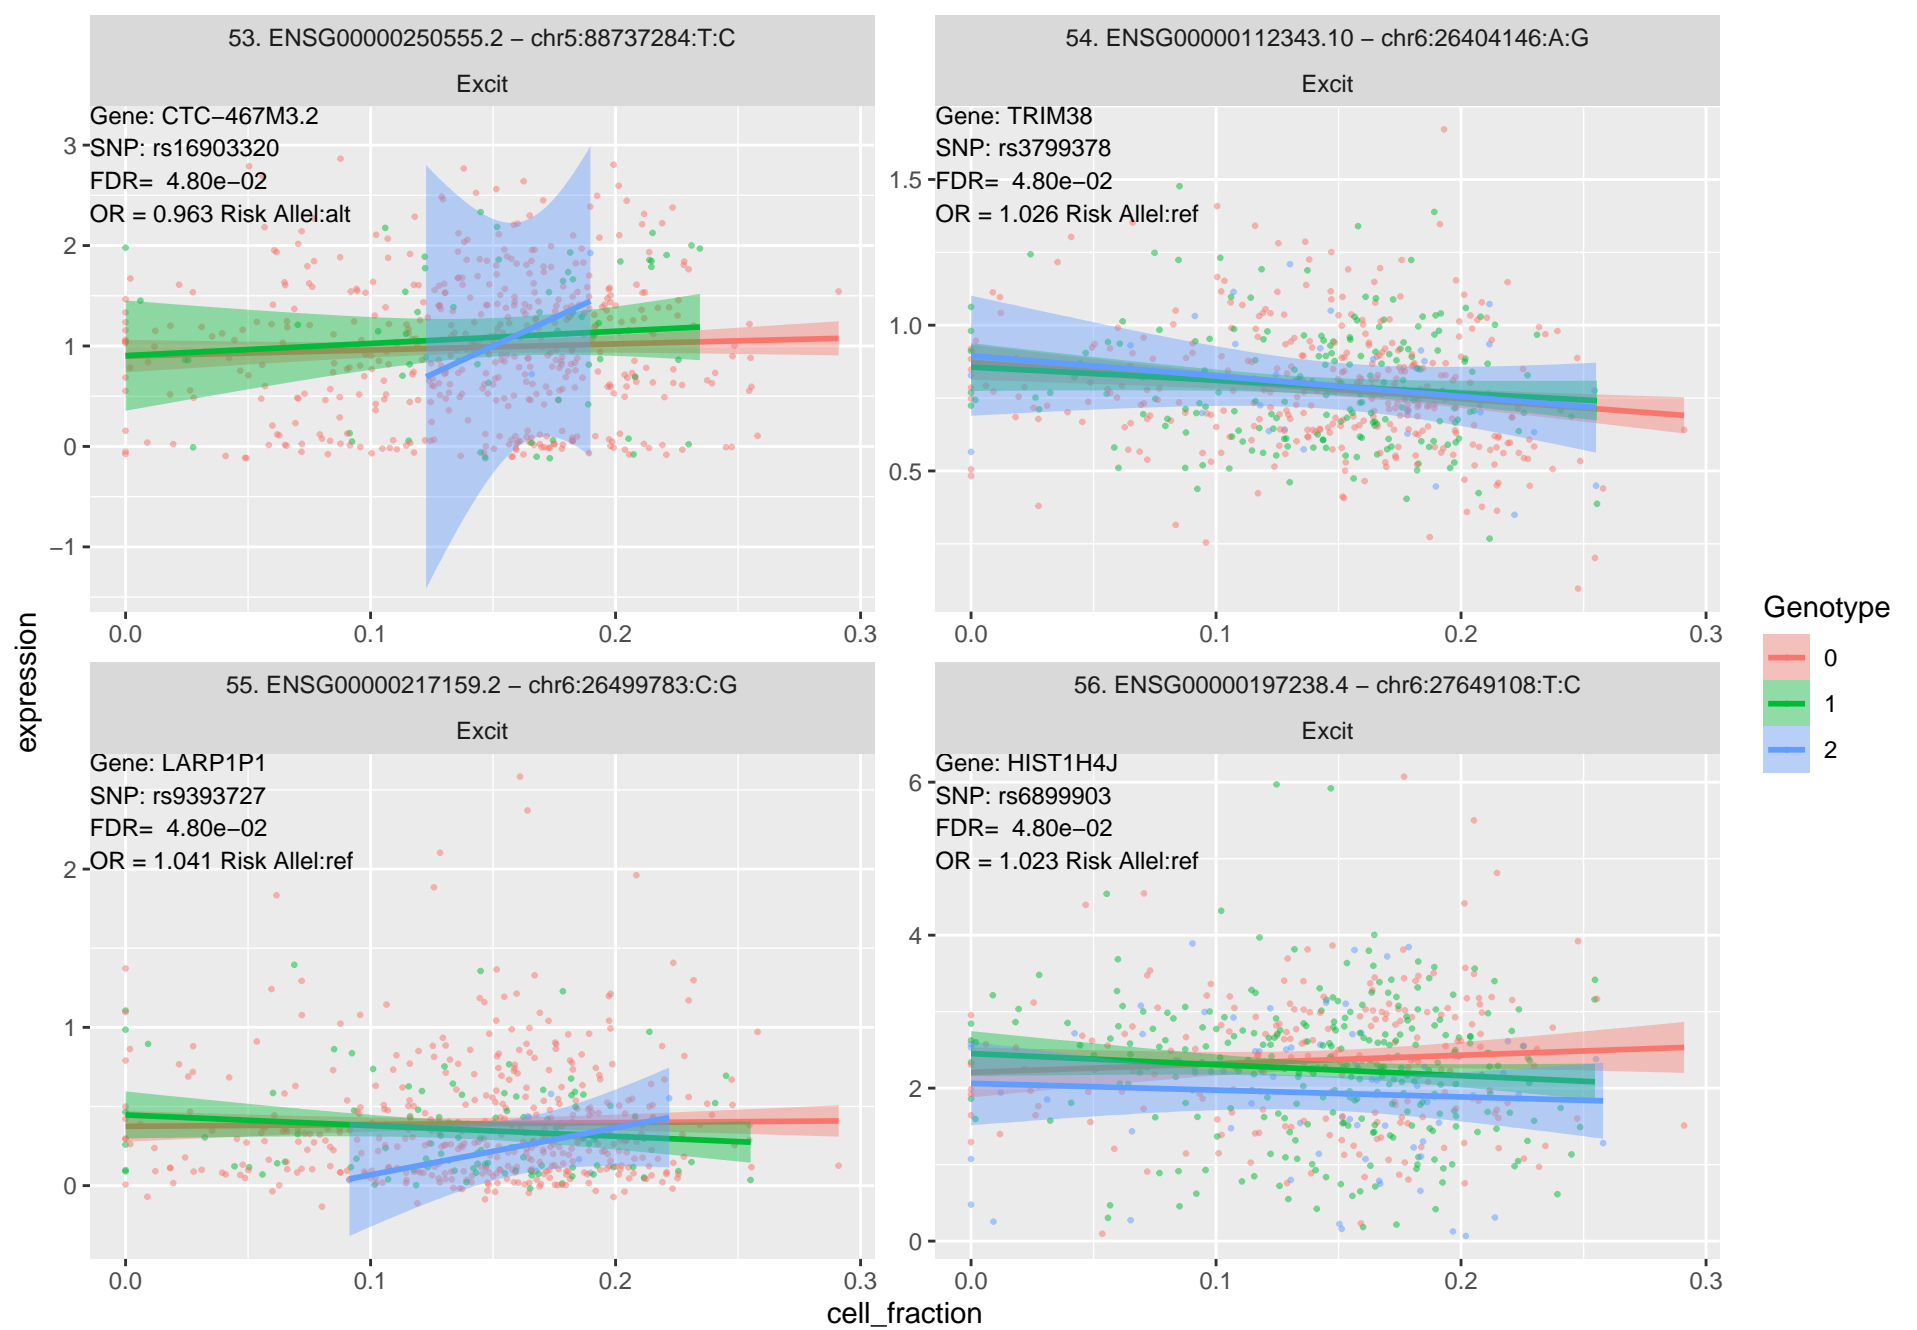 53. ENSG00000250555.2 – chr5:88737284:T:C
Excit
Gene: CTC−467M3.2
SNP: rs16903320
FDR= 4.80e−02
OR = 0.963 Risk Allel:alt
3
2
1
0
−1
0.0 0.1 0.2 0.3
54. ENSG00000112343.10 – chr6:26404146:A:G
Excit
Gene: TRIM38
SNP: rs3799378
FDR= 4.80e−02
OR = 1.026 Risk Allel:ref
1.5
1.0
0.5
0.0 0.1 0.2 0.3
55. ENSG00000217159.2 – chr6:26499783:C:G
Excit
Gene: LARP1P1
SNP: rs9393727
FDR= 4.80e−02
OR = 1.041 Risk Allel:ref
2
1
0
0.0 0.1 0.2 0.3
56. ENSG00000197238.4 – chr6:27649108:T:C
Excit
Gene: HIST1H4J
SNP: rs6899903
FDR= 4.80e−02
OR = 1.023 Risk Allel:ref
6
4
2
0
0.0 0.1 0.2 0.3
expression
cell_fraction
Genotype
0
1
2